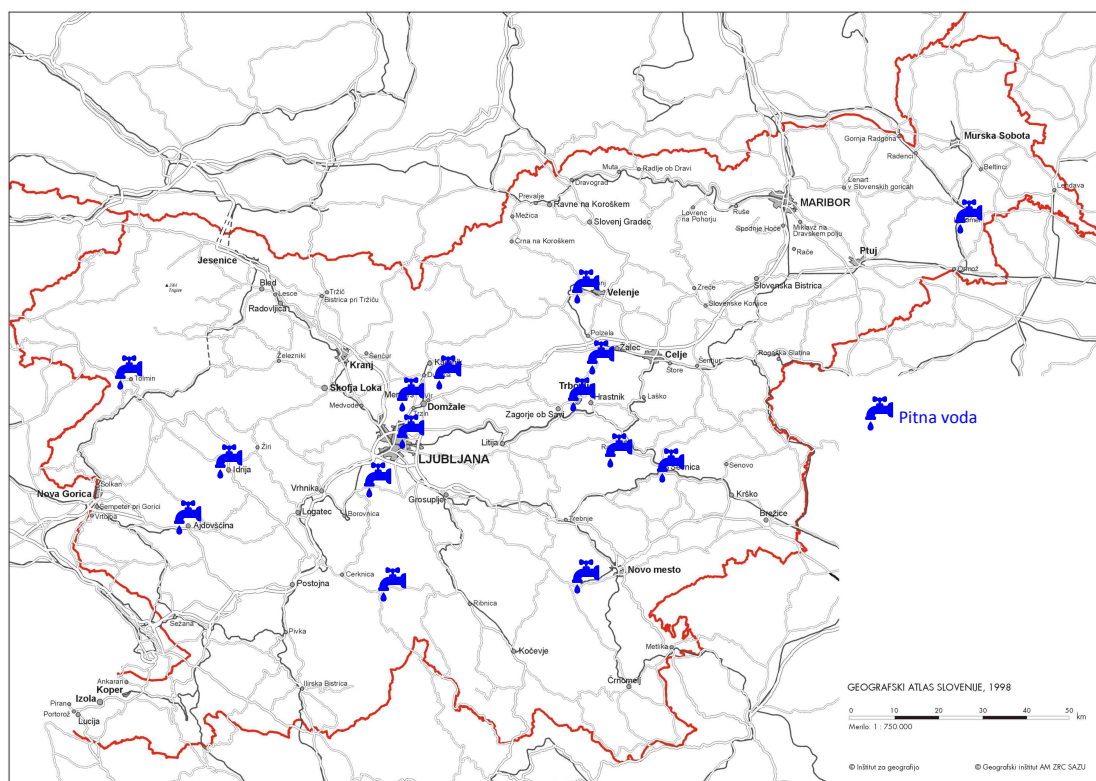 Murska Sobota
Gornja Radgona
Radenci
Beltinci
Lendava
Muta
Radlje ob Dravi
Dravograd
Prevalje
Ravne na Koroškem
Mežica
Slovenj Gradec
Črna na Koroškem
Lenart
v Slovenskih goricah
MARIBOR
Ruše
Lovrenc
na Pohorju
Spodnje Hoče
Miklavž na
Dravskem polju
Rače
Ptuj
Ormož
Jesenice
Bled
Lesce
Radovljica
Tržič
Bistrica pri Tržiču
Triglav
Velenje
Zreče
Slovenska Bistrica
Slovenske Konjice
Polzela
Žalec
Celje
Štore
Šentjur
Rogaška Slatina
Železniki
Šenčur
Kranj
Škofja Loka
Medvode
Domžale
Tolmin
Hrastnik
Zagorje ob Savi
Laško
Pitna voda
Litija
LJUBLJANA
Žiri
Idrija
Senovo
Krško
Brežice
Solkan
Nova Gorica
Šempeter pri Gorici
Vrtojba
Ajdovščina
Vrhnika
Logatec
Borovnica
Grosuplje
Trebnje
Novo mesto
Postojna
Cerknica
Ribnica
Sežana
Pivka
Kočevje
Metlika
Črnomelj
Ilirska Bistrica
Ankaran
Koper
Izola
Piran
Portorož
Lucija
GEOGRAFSKI ATLAS SLOVENIJE, 1998
0 10 20 30 40 50 km
Merilo: 1 : 750.000
© Inštitut za geografijo
© Geografski inštitut AM ZRC SAZU